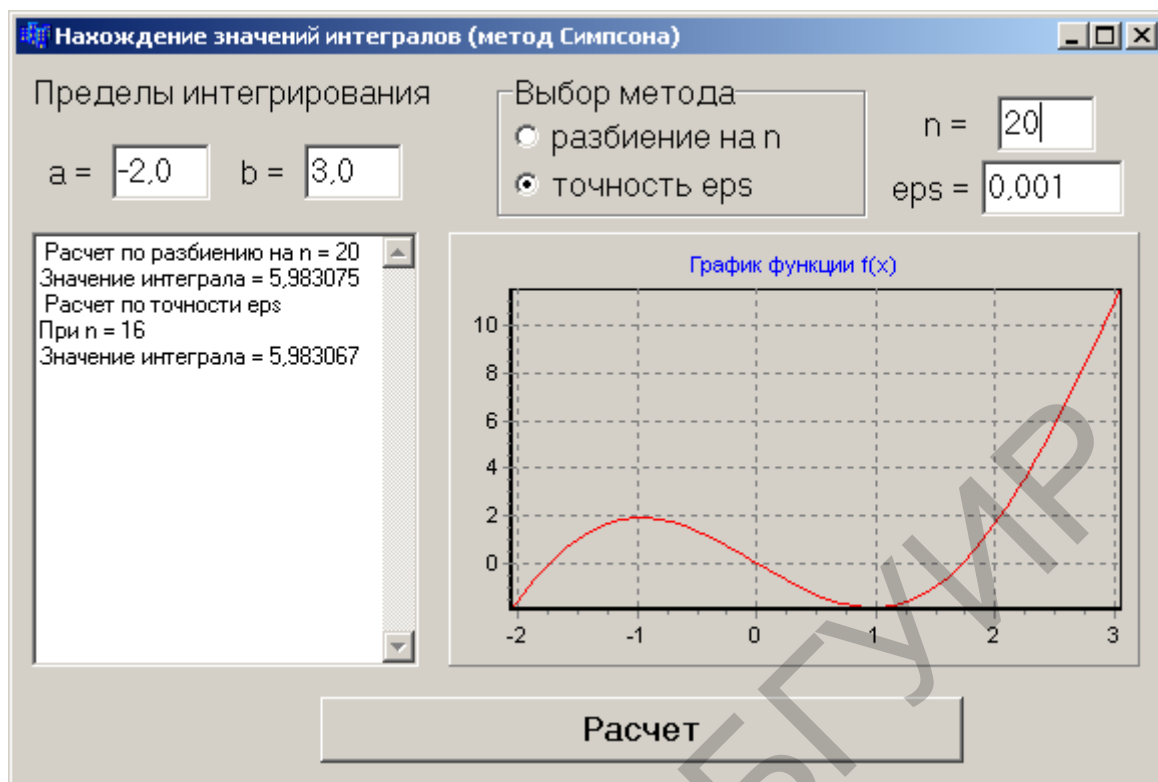 Нахождение значений интегралов (метод Симпсона)
Пределы интегрирования
a = -2,0 b = 3,0
Выбор метода
разбиение на n
точность eps
n = 20
eps = 0,001
Расчет по разбиению на n = 20
Значение интеграла = 5,983075
Расчет по точности eps
При n = 16
Значение интеграла = 5,983067
График функции f(x)
10
8
6
4
2
0
-2 -1 0 1 2 3
Расчет
БГУИР